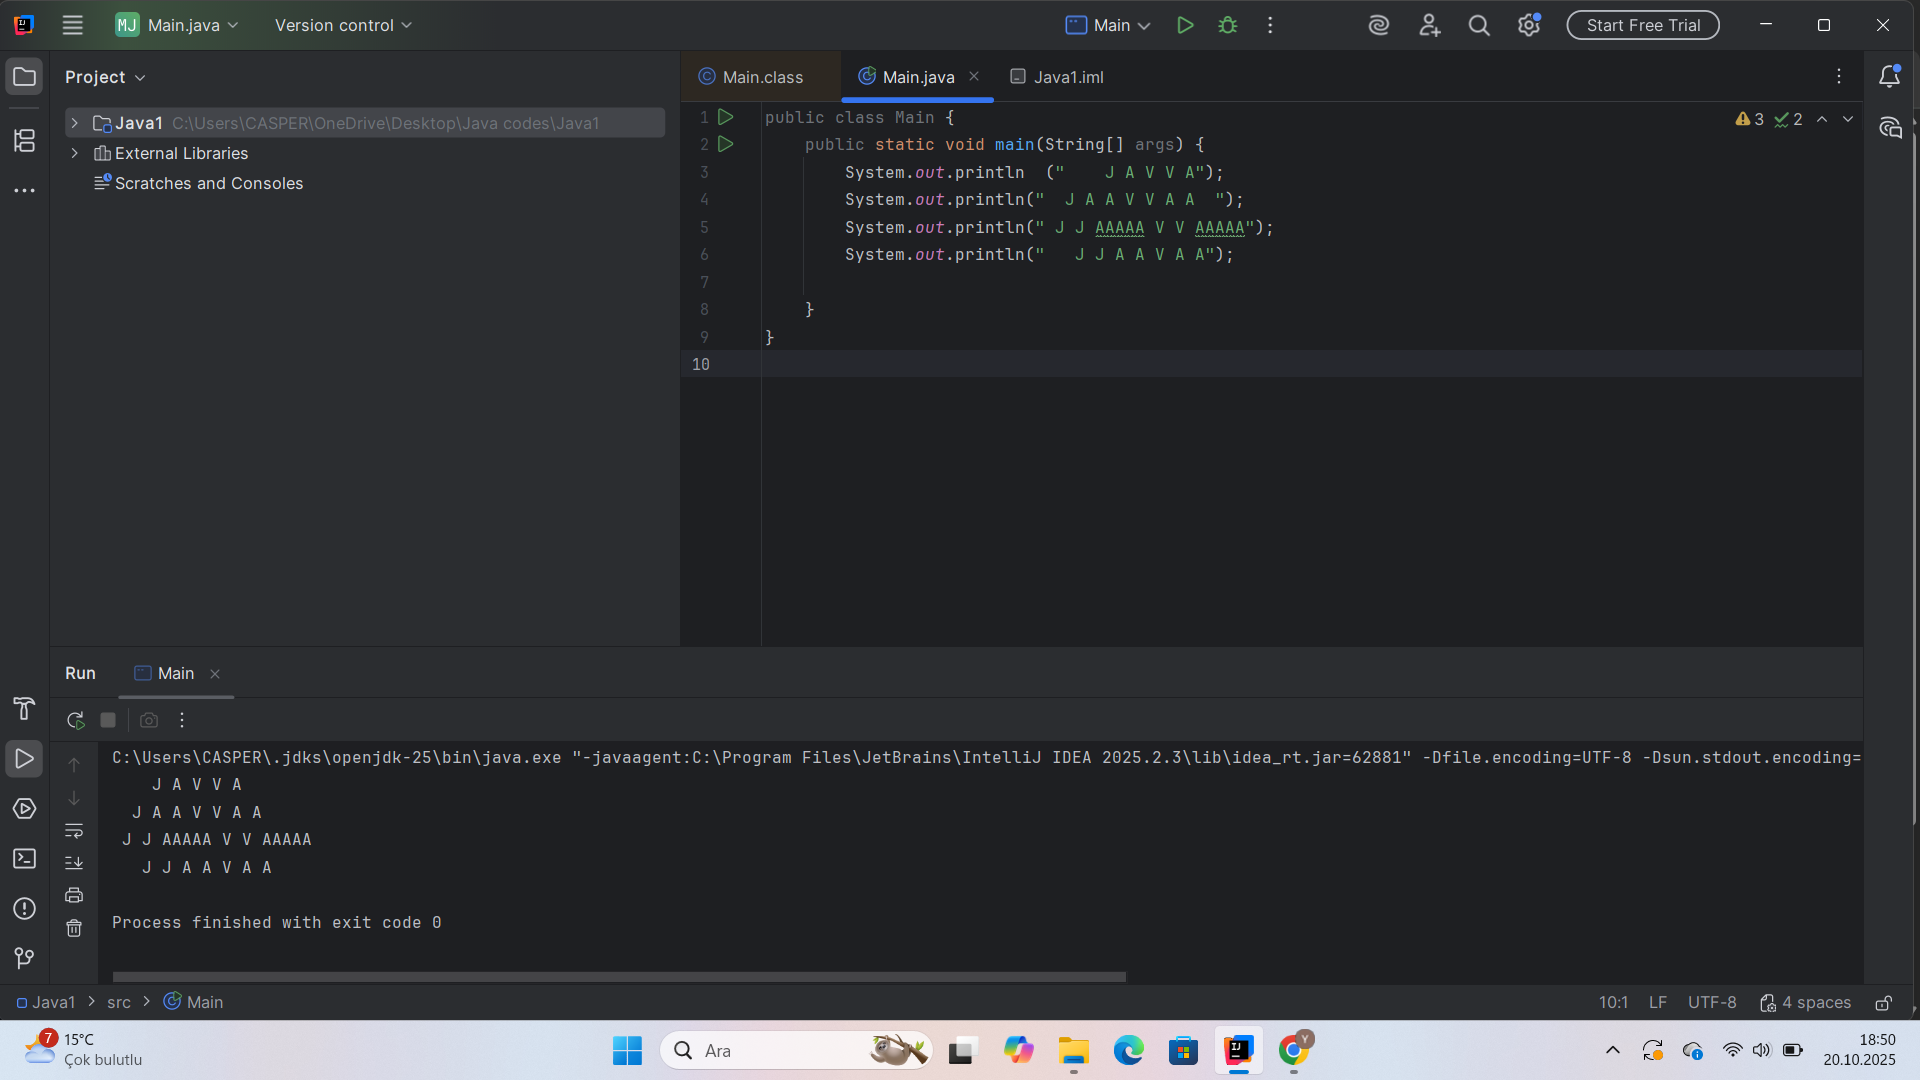 MJ Main.java Version control Main Start Free Trial
Project
Main.class Main.java Java1.iml
Java1 C:\Users\CASPER\OneDrive\Desktop\Java codes\Java1
External Libraries
Scratches and Consoles
1 public class Main {
3 2
2     public static void main(String[] args) {
3         System.out.println  ("    J A V V A");
4         System.out.println("  J A A V V A A  ");
5         System.out.println(" J J AAAAA V V AAAAA");
6         System.out.println("   J J A A V A A");
7
8     }
9 }
10
Run Main
C:\Users\CASPER\.jdks\openjdk-25\bin\java.exe "-javaagent:C:\Program Files\JetBrains\IntelliJ IDEA 2025.2.3\lib\idea_rt.jar=62881" -Dfile.encoding=UTF-8 -Dsun.stdout.encoding=
    J A V V A
  J A A V V A A
 J J AAAAA V V AAAAA
   J J A A V A A
Process finished with exit code 0
Java1 > src > Main
10:1 LF UTF-8 4 spaces
7 15°C
Çok bulutlu
Ara
Y
18:50
20.10.2025